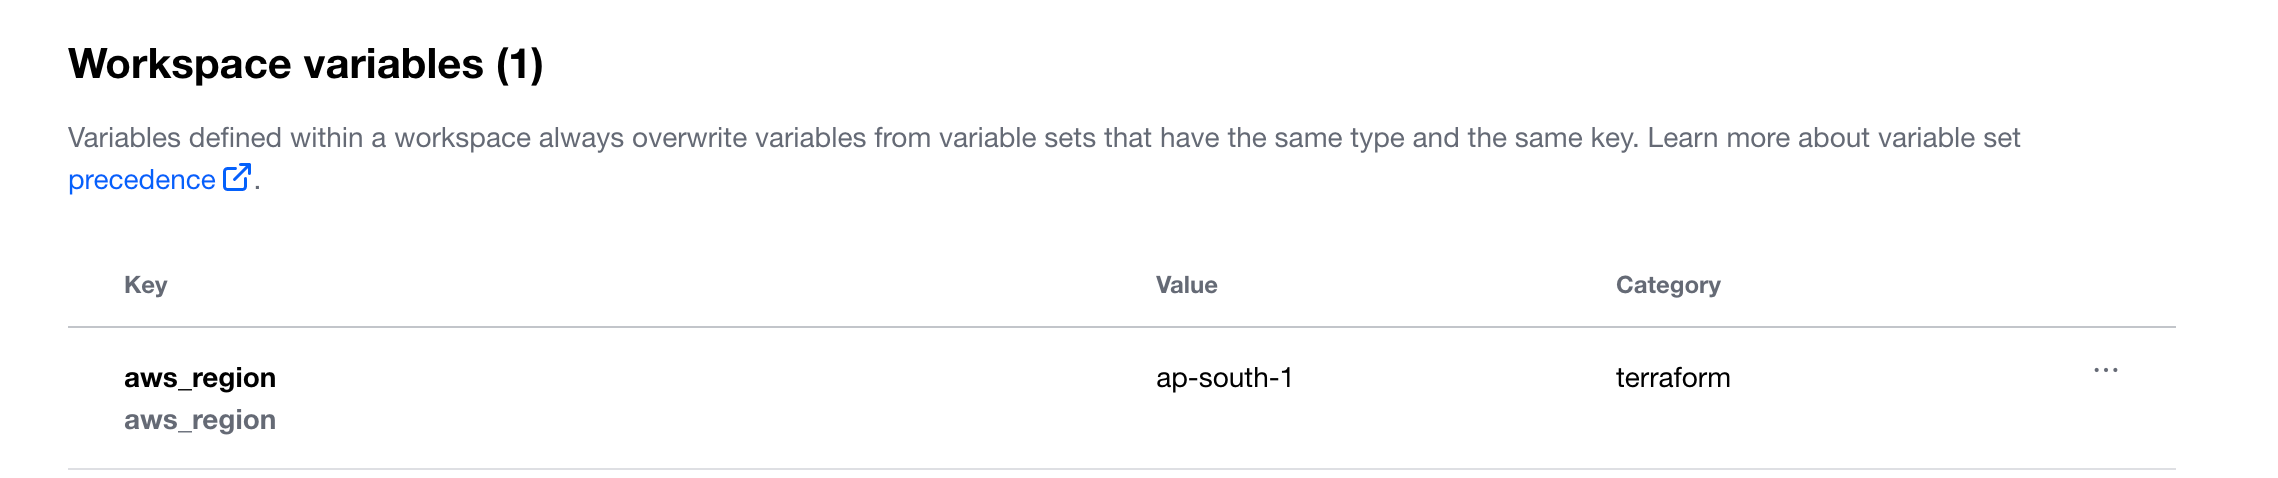 Workspace variables (1)
Variables defined within a workspace always overwrite variables from variable sets that have the same type and the same key. Learn more about variable set
precedence .
Key Value Category
aws_region ap-south-1 terraform ...
aws_region